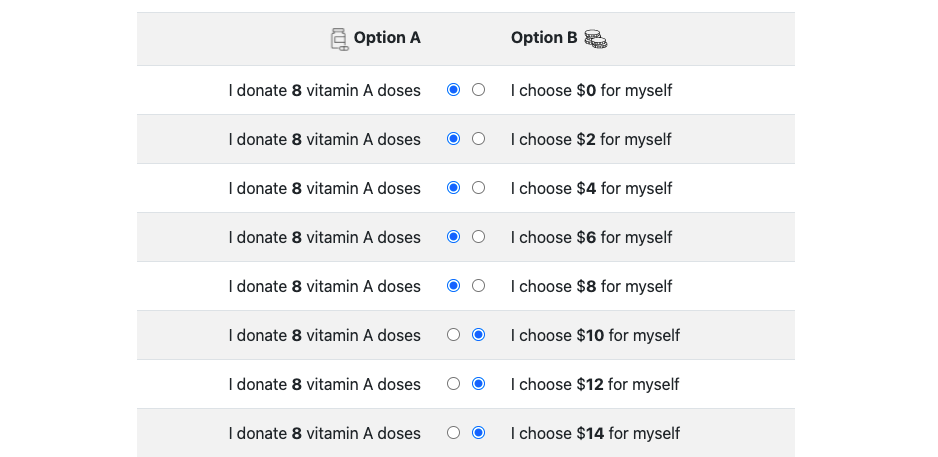 Option A Option B
I donate 8 vitamin A doses I choose $0 for myself
I donate 8 vitamin A doses I choose $2 for myself
I donate 8 vitamin A doses I choose $4 for myself
I donate 8 vitamin A doses I choose $6 for myself
I donate 8 vitamin A doses I choose $8 for myself
I donate 8 vitamin A doses I choose $10 for myself
I donate 8 vitamin A doses I choose $12 for myself
I donate 8 vitamin A doses I choose $14 for myself